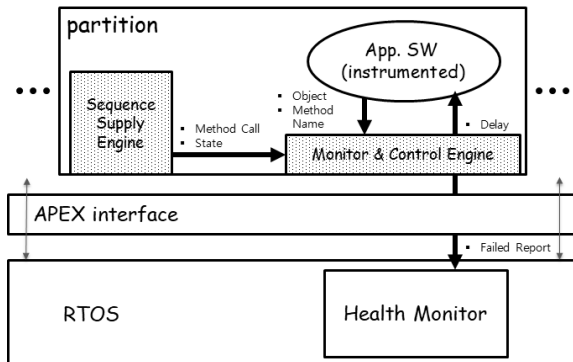 partition
App. SW
(instrumented)
•••
•••
Sequence
Supply
Engine
▪ Object
▪ Method
Name
▪ Method Call
▪ State
▪ Delay
Monitor & Control Engine
APEX interface
▪ Failed Report
RTOS
Health Monitor